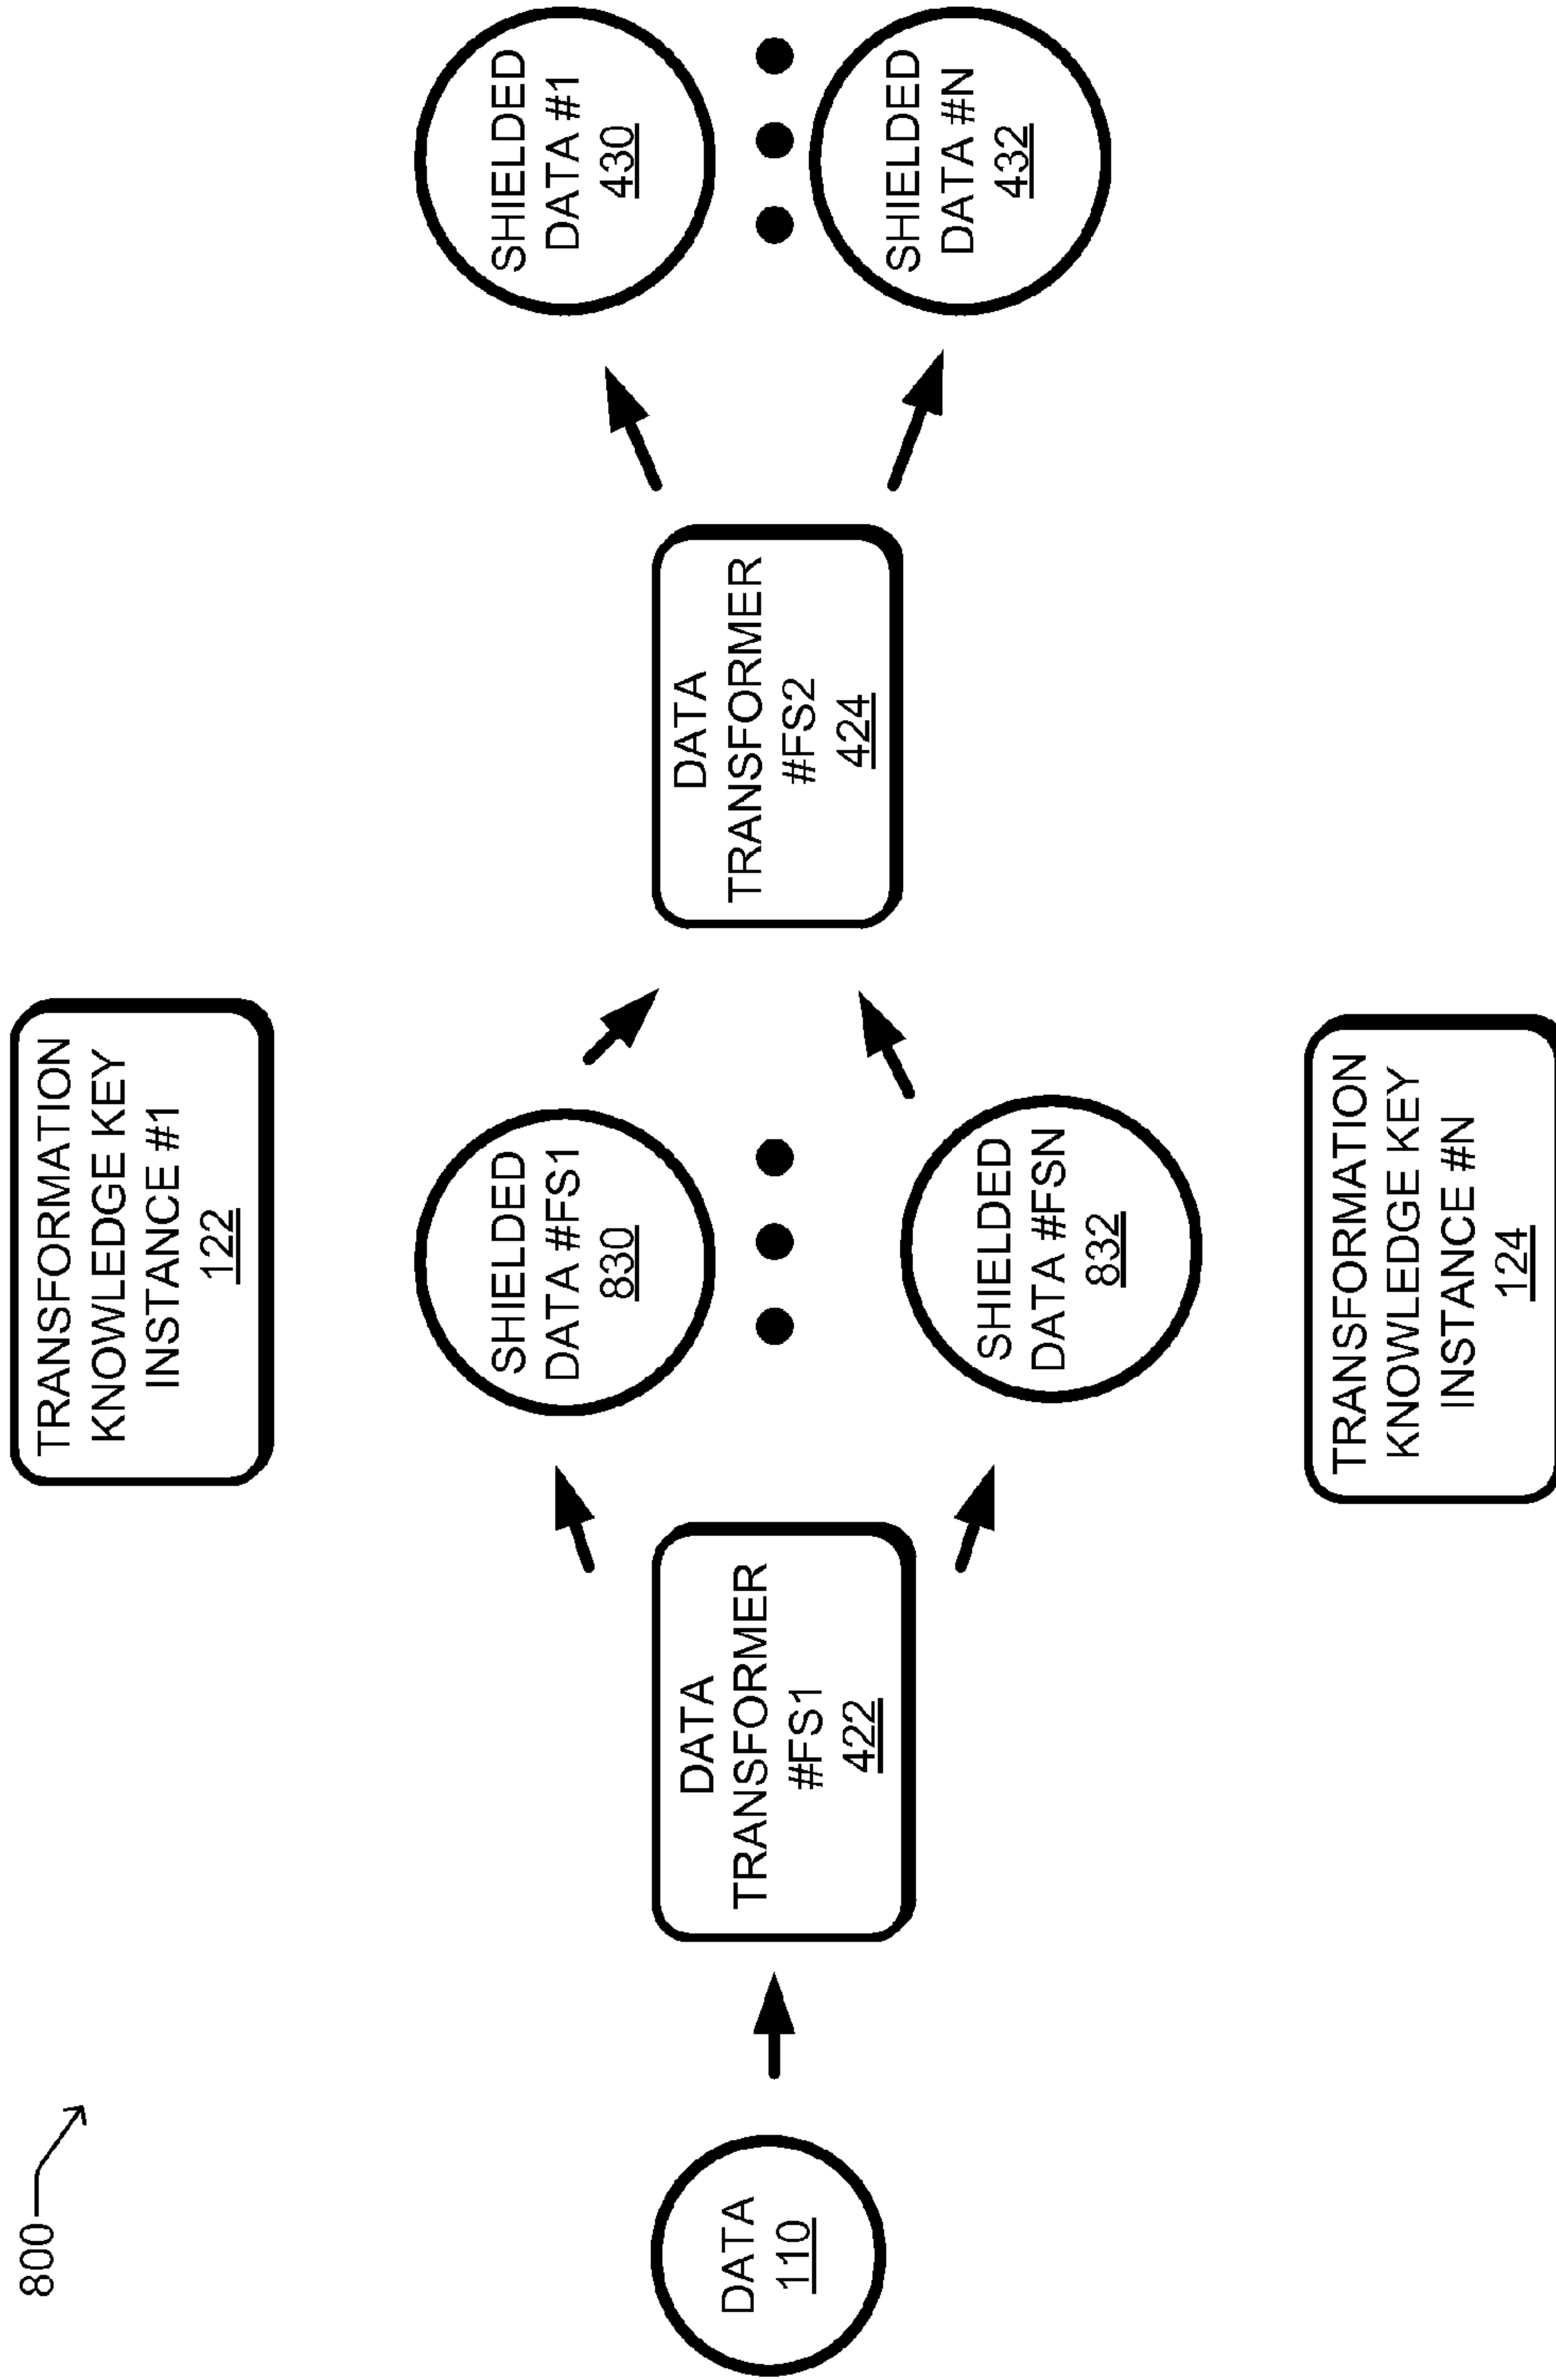 800
TRANSFORMATION
KNOWLEDGE KEY
INSTANCE #1
122
DATA
110
DATA
TRANSFORMER
#FS1
422
SHIELDED
DATA #FS1
830
SHIELDED
DATA #FSN
832
DATA
TRANSFORMER
#FS2
424
SHIELDED
DATA #1
430
SHIELDED
DATA #N
432
TRANSFORMATION
KNOWLEDGE KEY
INSTANCE #N
124